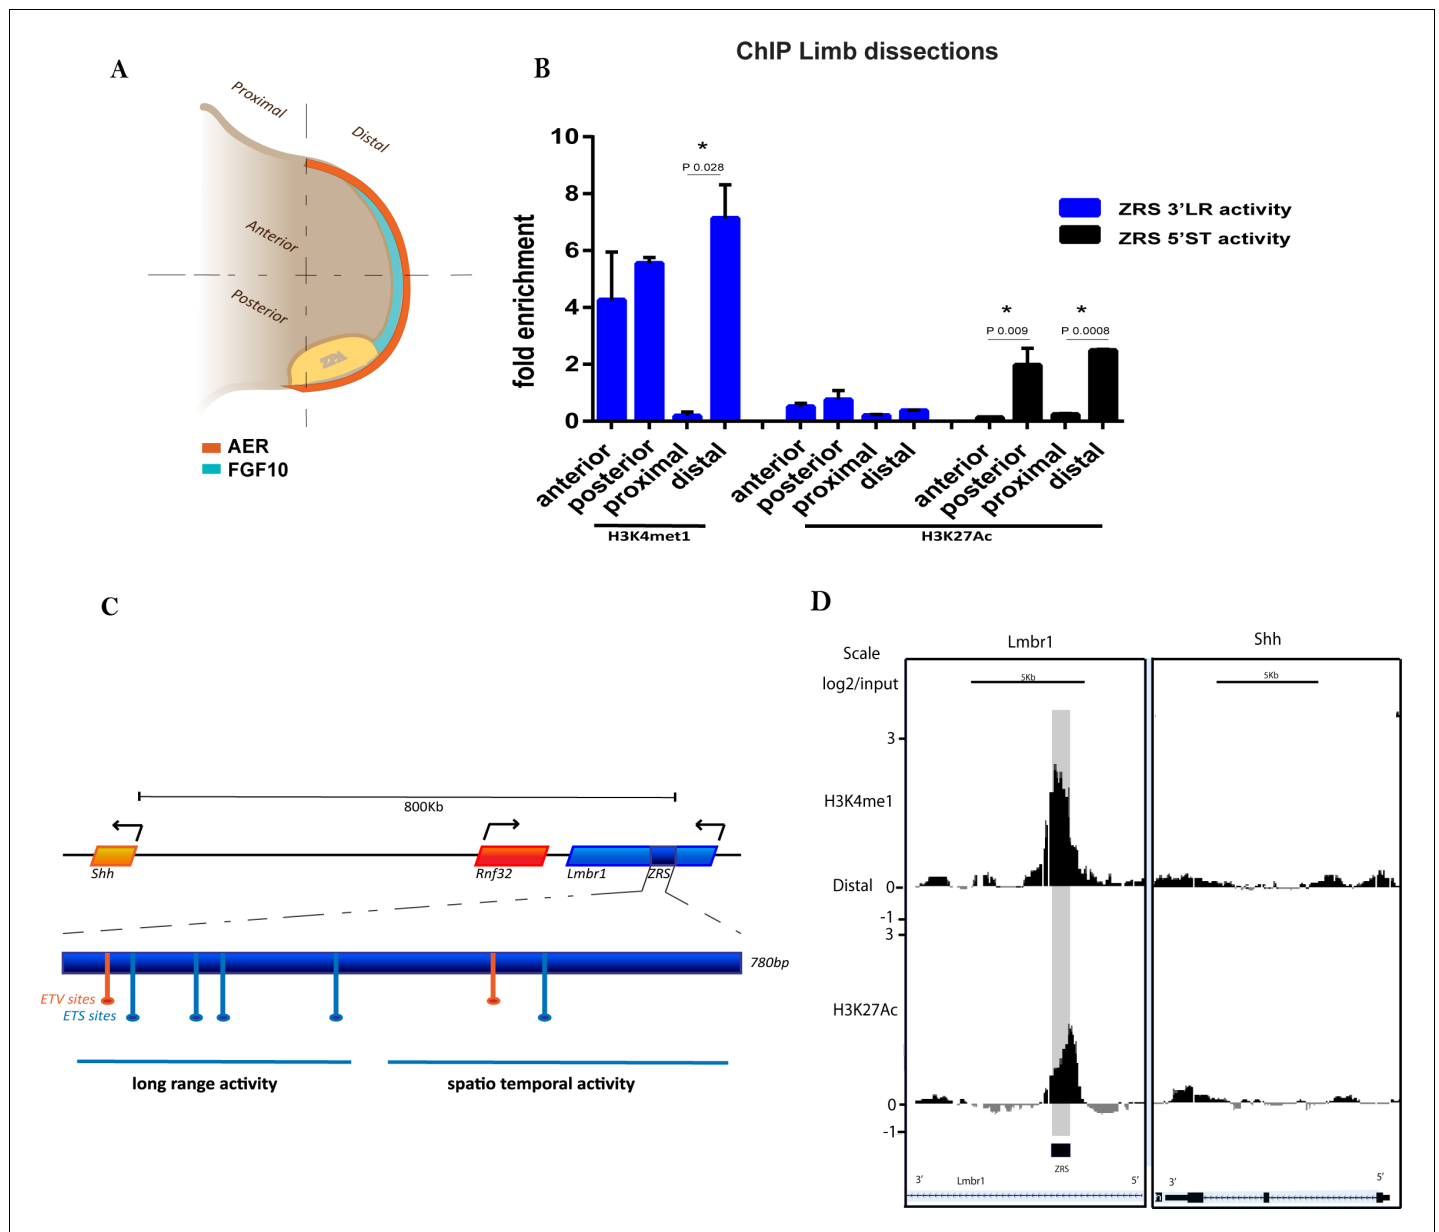 ChIP Limb dissections
A
B
Proximal
Distal
Anterior
Posterior
ZPA
AER
FGF10
10
8
6
4
2
0
fold enrichment
*
P 0.028
*
P 0.009
*
P 0.0008
ZRS 3'LR activity
ZRS 5'ST activity
anterior
posterior
proximal
distal
anterior
posterior
proximal
distal
anterior
posterior
proximal
distal
H3K4met1
H3K27Ac
C
800Kb
Shh
Rnf32
Lmbr1
ZRS
780bp
ETV sites
ETS sites
long range activity
spatio temporal activity
D
Lmbr1
Shh
Scale
log2/input
5Kb
5Kb
3
H3K4me1
Distal
0
-1
3
H3K27Ac
0
-1
ZRS
3'
Lmbr1
5'
3'
5'